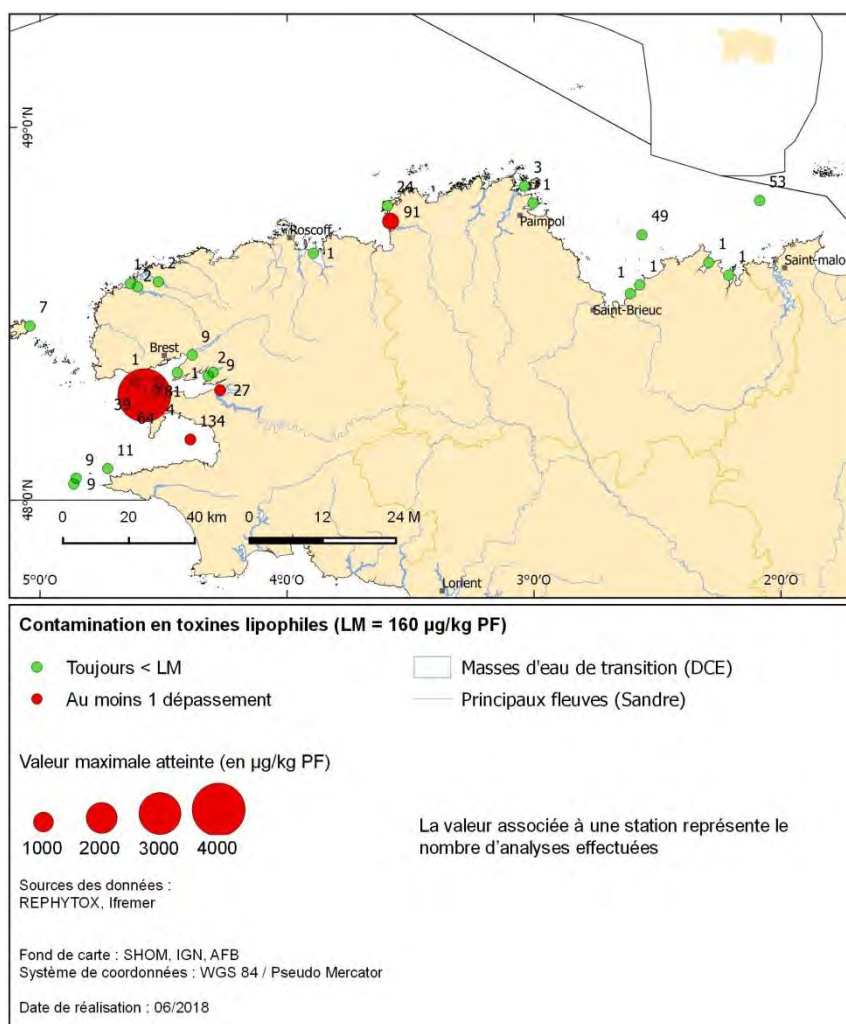 49°0'N
3
1
53
24
91
Paimpol
49
Roscoff
1
1
1
Saint-malo
1
2
2
1
1
Saint-Brieuc
7
9
Brest
1
2
1
9
27
39
781
64
4
134
11
9
9
48°0'N
0 20 40 km
0 12 24 M
Lorient
5°0'O 4°0'O 3°0'O 2°0'O
Contamination en toxines lipophiles (LM = 160 µg/kg PF)
Toujours < LM
Masses d'eau de transition (DCE)
Au moins 1 dépassement
Principaux fleuves (Sandre)
Valeur maximale atteinte (en µg/kg PF)
1000 2000 3000 4000
La valeur associée à une station représente le
nombre d'analyses effectuées
Sources des données :
REPHYTOX, Ifremer
Fond de carte : SHOM, IGN, AFB
Système de coordonnées : WGS 84 / Pseudo Mercator
Date de réalisation : 06/2018